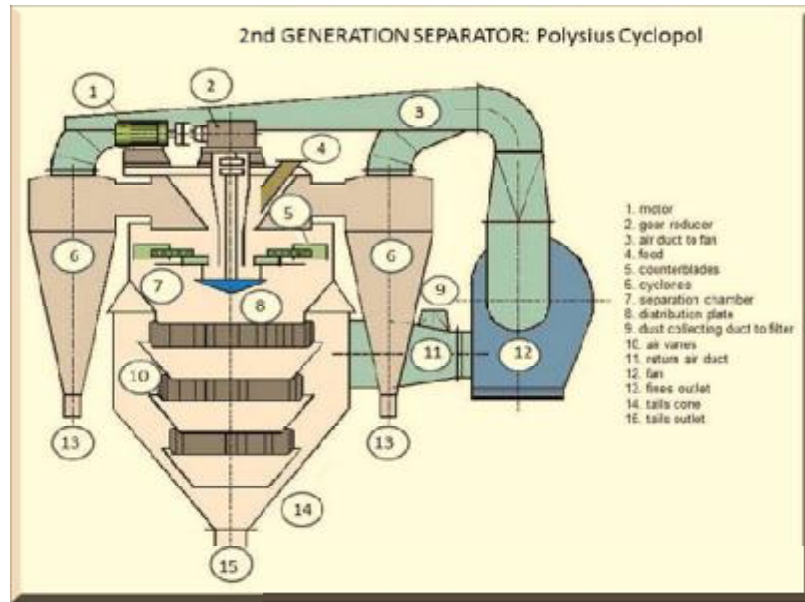 2nd GENERATION SEPARATOR: Polysius Cyclopol
1
2
3
4
5
6
6
7
8
9
10
11
12
13
13
14
15
1. motor
2. gear reducer
3. air duct to fan
4. feed
5. counterblades
6. cyclones
7. separation chamber
8. distribution plate
9. dust collecting duct to filter
10. air vanes
11. return air duct
12. fan
13. fines outlet
14. tails cone
15. tails outlet